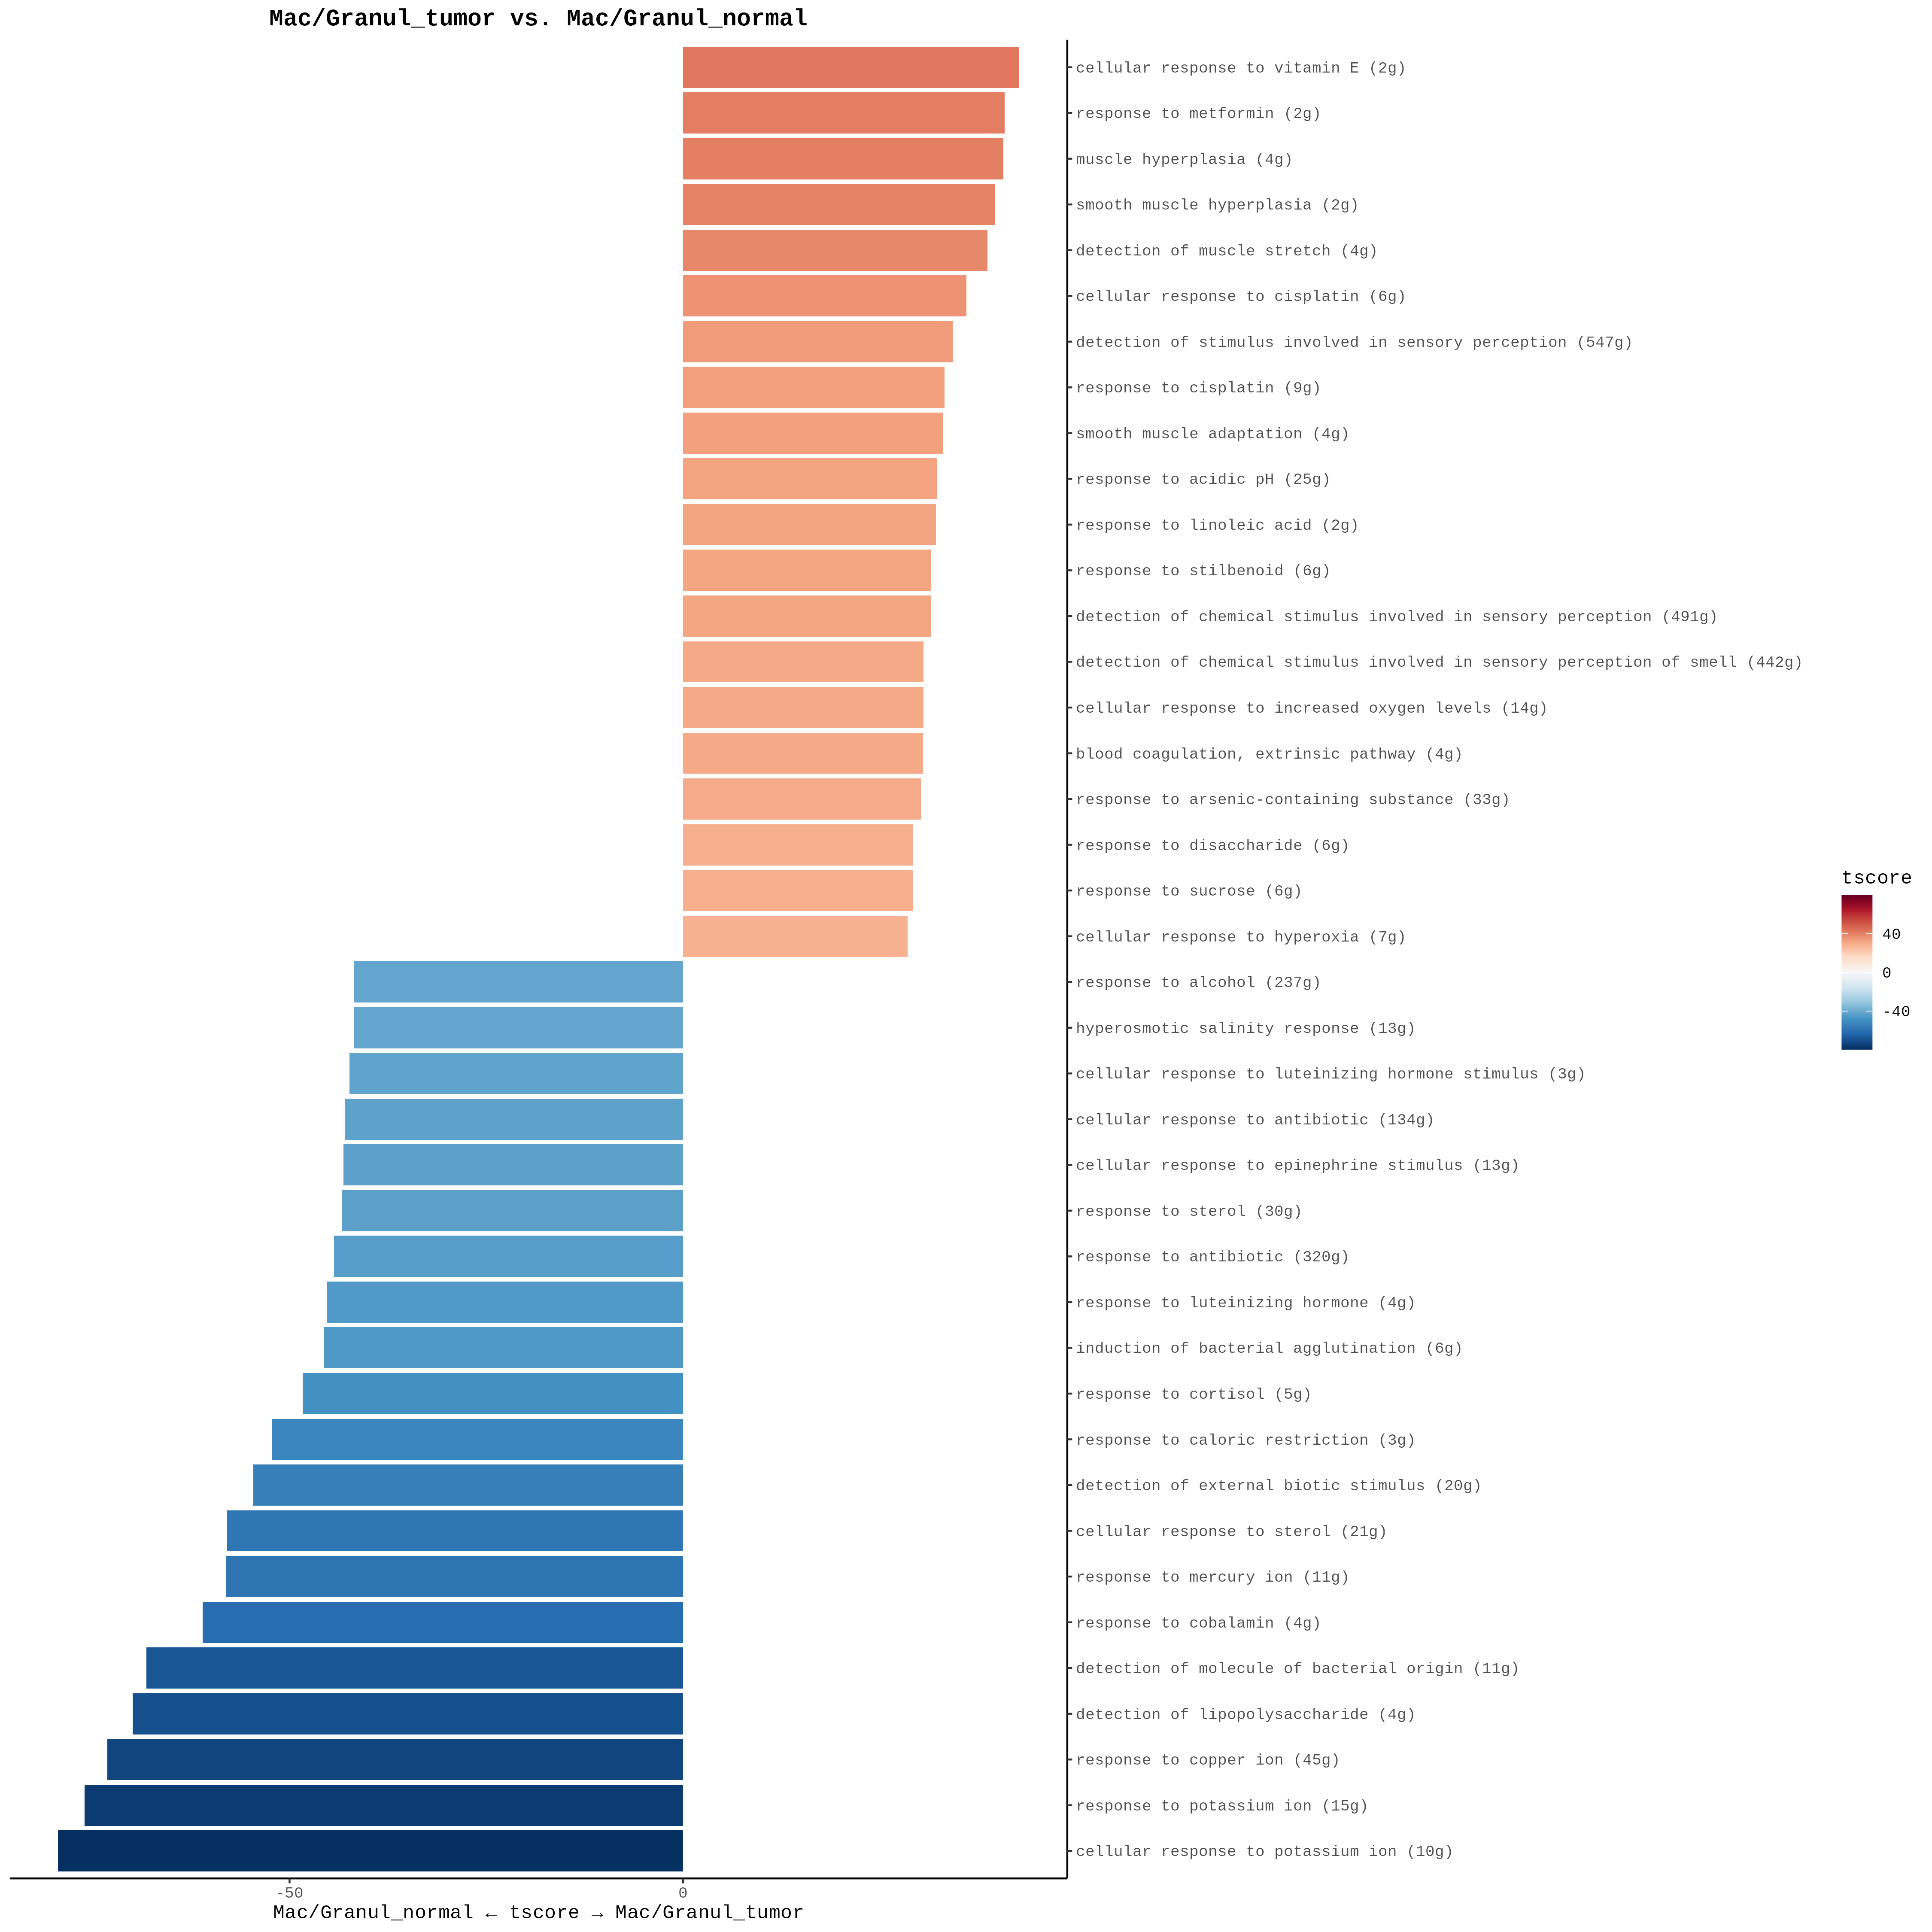 Mac/Granul_tumor vs. Mac/Granul_normal
cellular response to vitamin E (2g)
response to metformin (2g)
muscle hyperplasia (4g)
smooth muscle hyperplasia (2g)
detection of muscle stretch (4g)
cellular response to cisplatin (6g)
detection of stimulus involved in sensory perception (547g)
response to cisplatin (9g)
smooth muscle adaptation (4g)
response to acidic pH (25g)
response to linoleic acid (2g)
response to stilbenoid (6g)
detection of chemical stimulus involved in sensory perception (491g)
detection of chemical stimulus involved in sensory perception of smell (442g)
cellular response to increased oxygen levels (14g)
blood coagulation, extrinsic pathway (4g)
response to arsenic-containing substance (33g)
response to disaccharide (6g)
response to sucrose (6g)
cellular response to hyperoxia (7g)
response to alcohol (237g)
hyperosmotic salinity response (13g)
cellular response to luteinizing hormone stimulus (3g)
cellular response to antibiotic (134g)
cellular response to epinephrine stimulus (13g)
response to sterol (30g)
response to antibiotic (320g)
response to luteinizing hormone (4g)
induction of bacterial agglutination (6g)
response to cortisol (5g)
response to caloric restriction (3g)
detection of external biotic stimulus (20g)
cellular response to sterol (21g)
response to mercury ion (11g)
response to cobalamin (4g)
detection of molecule of bacterial origin (11g)
detection of lipopolysaccharide (4g)
response to copper ion (45g)
response to potassium ion (15g)
cellular response to potassium ion (10g)
-50 0
Mac/Granul_normal ← tscore → Mac/Granul_tumor
tscore
40
0
-40